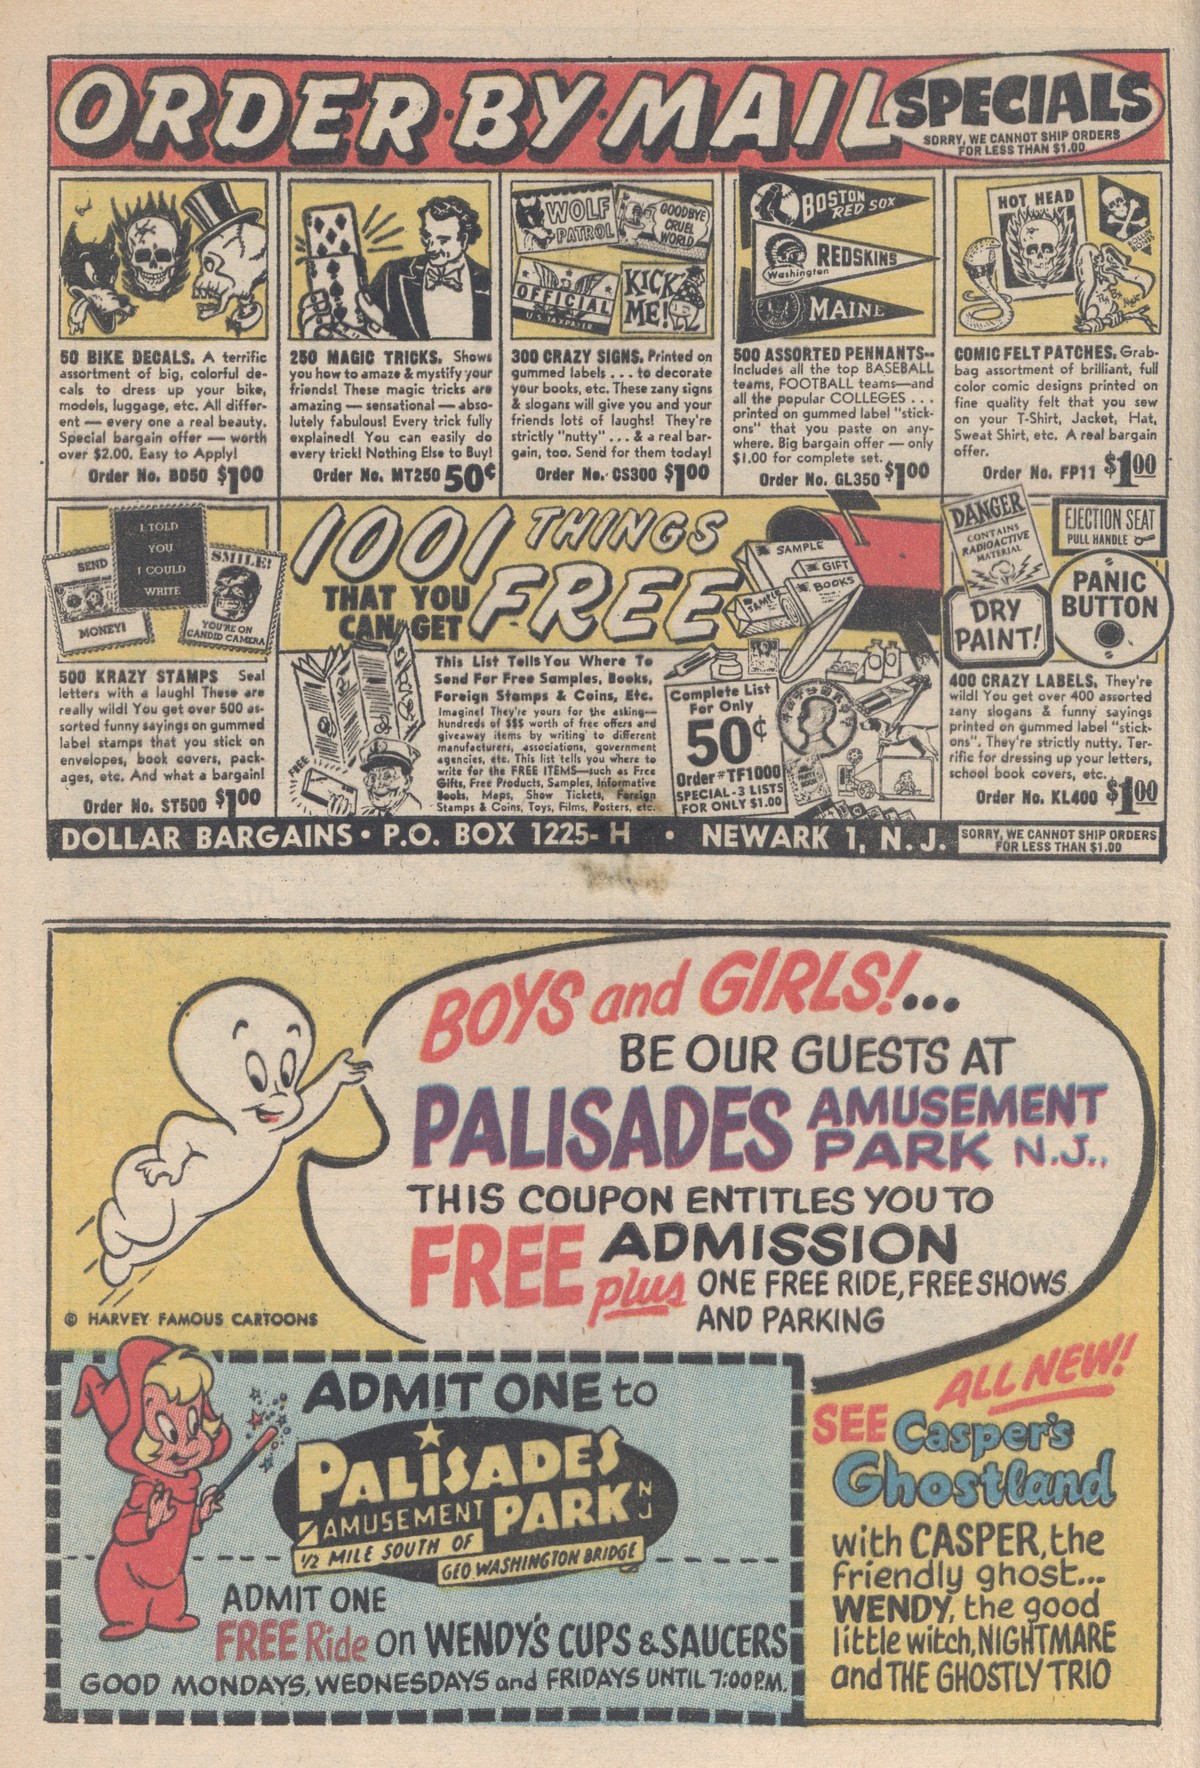 ORDER·BY·MAIL SPECIALS
SORRY, WE CANNOT SHIP ORDERS
FOR LESS THAN $1.00
WOLF
PATROL
GOODBYE
CRUEL
WORLD
OFFICIAL
U.S. TAXPAYER
KICK
ME!
BOSTON
RED SOX
REDSKINS
Washington
MAINE
HOT HEAD
50 BIKE DECALS. A terrific
assortment of big, colorful de-
cals to dress up your bike,
models, luggage, etc. All differ-
ent — every one a real beauty.
Special bargain offer — worth
over $2.00. Easy to Apply!
Order No. BD50 $1.00
250 MAGIC TRICKS. Shows
you how to amaze & mystify your
friends! These magic tricks are
amazing — sensational — abso-
lutely fabulous! Every trick fully
explained! You can easily do
every trick! Nothing Else to Buy!
Order No. MT250 50¢
300 CRAZY SIGNS. Printed on
gummed labels . . . to decorate
your books, etc. These zany signs
& slogans will give you and your
friends lots of laughs! They're
strictly "nutty" . . . & a real bar-
gain, too. Send for them today!
Order No. CS300 $1.00
500 ASSORTED PENNANTS--
Includes all the top BASEBALL
teams, FOOTBALL teams—and
all the popular COLLEGES . . .
printed on gummed label "stick-
ons" that you paste on any-
where. Big bargain offer — only
$1.00 for complete set.
Order No. GL350 $1.00
COMIC FELT PATCHES. Grab-
bag assortment of brilliant, full
color comic designs printed on
fine quality felt that you sew
on your T-Shirt, Jacket, Hat,
Sweat Shirt, etc. A real bargain
offer.
Order No. FP11 $1.00
SEND
MONEY!
I TOLD
YOU
I COULD
WRITE
SMILE!
YOU'RE ON
CANDID CAMERA
500 KRAZY STAMPS Seal
letters with a laugh! These are
really wild! You get over 500 as-
sorted funny sayings on gummed
label stamps that you stick on
envelopes, book covers, pack-
ages, etc. And what a bargain!
Order No. ST500 $1.00
1001 THINGS
FREE
THAT YOU
CAN GET
SAMPLE
GIFT
BOOKS
SAMPLE
FREE
This List Tells You Where To
Send For Free Samples, Books,
Foreign Stamps & Coins, Etc.
Imagine! They're yours for the asking—
hundreds of $$$ worth of free offers and
giveaway items by writing to different
manufacturers, associations, government
agencies, etc. This list tells you where to
write for the FREE ITEMS—such as Free
Gifts, Free Products, Samples, Informative
Books, Maps, Show Tickets, Foreign
Stamps & Coins, Toys, Films, Posters, etc.
Complete List
For Only
50¢
Order #TF1000
SPECIAL-3 LISTS
FOR ONLY $1.00
DANGER
CONTAINS
RADIOACTIVE
MATERIAL
EJECTION SEAT
PULL HANDLE
DRY
PAINT!
PANIC
BUTTON
400 CRAZY LABELS. They're
wild! You get over 400 assorted
zany slogans & funny sayings
printed on gummed label "stick-
ons". They're strictly nutty. Ter-
rific for dressing up your letters,
school book covers, etc.
Order No. KL400 $1.00
DOLLAR BARGAINS • P.O. BOX 1225- H • NEWARK 1, N. J.
SORRY, WE CANNOT SHIP ORDERS
FOR LESS THAN $1.00
BOYS and GIRLS!...
BE OUR GUESTS AT
PALISADES AMUSEMENT
PARK N.J.,
THIS COUPON ENTITLES YOU TO
FREE ADMISSION
plus ONE FREE RIDE, FREE SHOWS
AND PARKING
© HARVEY FAMOUS CARTOONS
ADMIT ONE to
PALISADES
AMUSEMENT PARK NJ
1/2 MILE SOUTH OF
GEO. WASHINGTON BRIDGE
ADMIT ONE
FREE Ride on WENDY'S CUPS & SAUCERS
GOOD MONDAYS, WEDNESDAYS and FRIDAYS UNTIL 7:00 P.M.
ALL NEW!
SEE Casper's
Ghostland
with CASPER, the
friendly ghost...
WENDY, the good
little witch, NIGHTMARE
and THE GHOSTLY TRIO